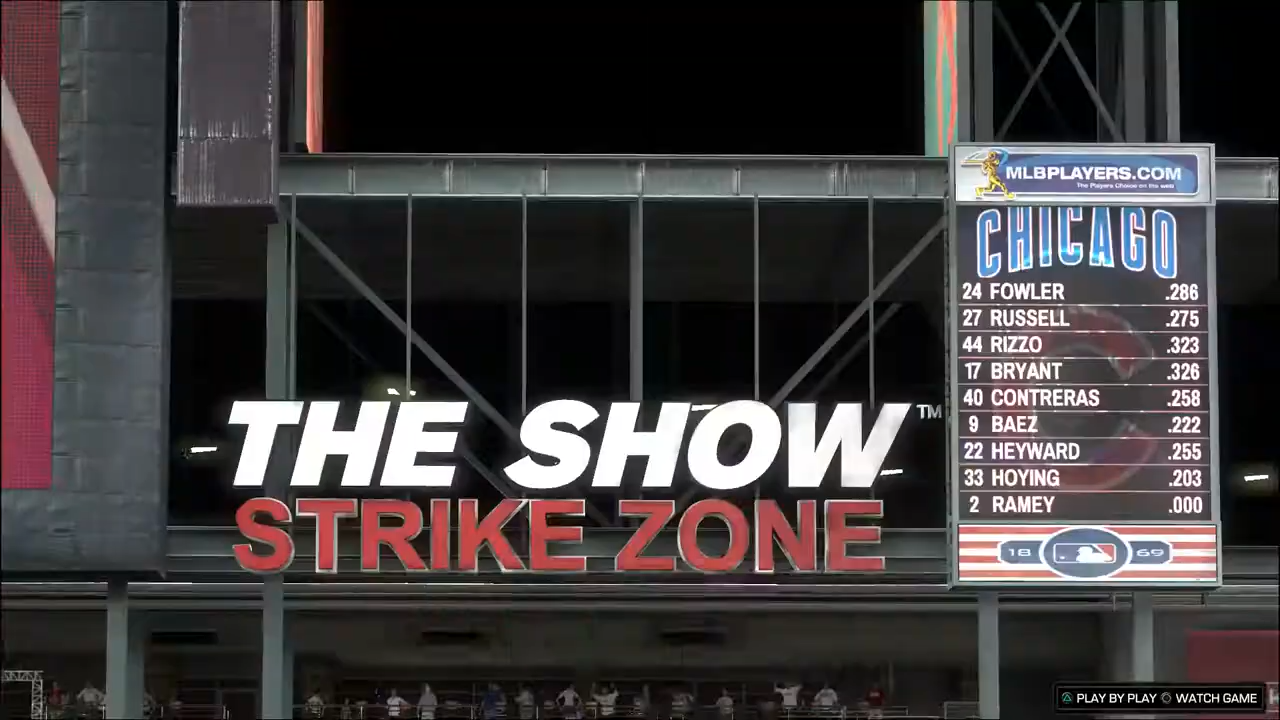 MLBPLAYERS.COM
The Players Choice on the web
CHICAGO
24 FOWLER .286
27 RUSSELL .275
44 RIZZO .323
17 BRYANT .326
40 CONTRERAS .258
9 BAEZ .222
22 HEYWARD .255
33 HOYING .203
2 RAMEY .000
18 69
THE SHOW™
STRIKE ZONE
PLAY BY PLAY WATCH GAME